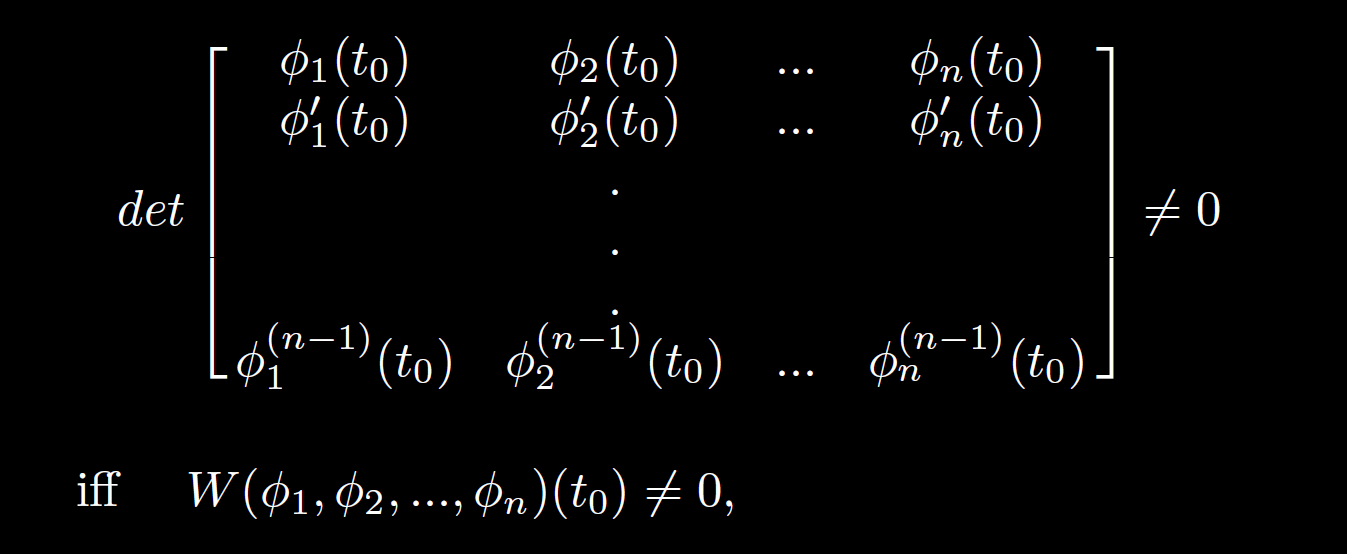 ϕ₁(t₀) ϕ₂(t₀) ... ϕₙ(t₀)
ϕ′₁(t₀) ϕ′₂(t₀) ... ϕ′ₙ(t₀)
.
det [ ] ≠ 0
.
.
ϕ₁⁽ⁿ⁻¹⁾(t₀) ϕ₂⁽ⁿ⁻¹⁾(t₀) ... ϕₙ⁽ⁿ⁻¹⁾(t₀)
iff W(ϕ₁, ϕ₂, ..., ϕₙ)(t₀) ≠ 0,